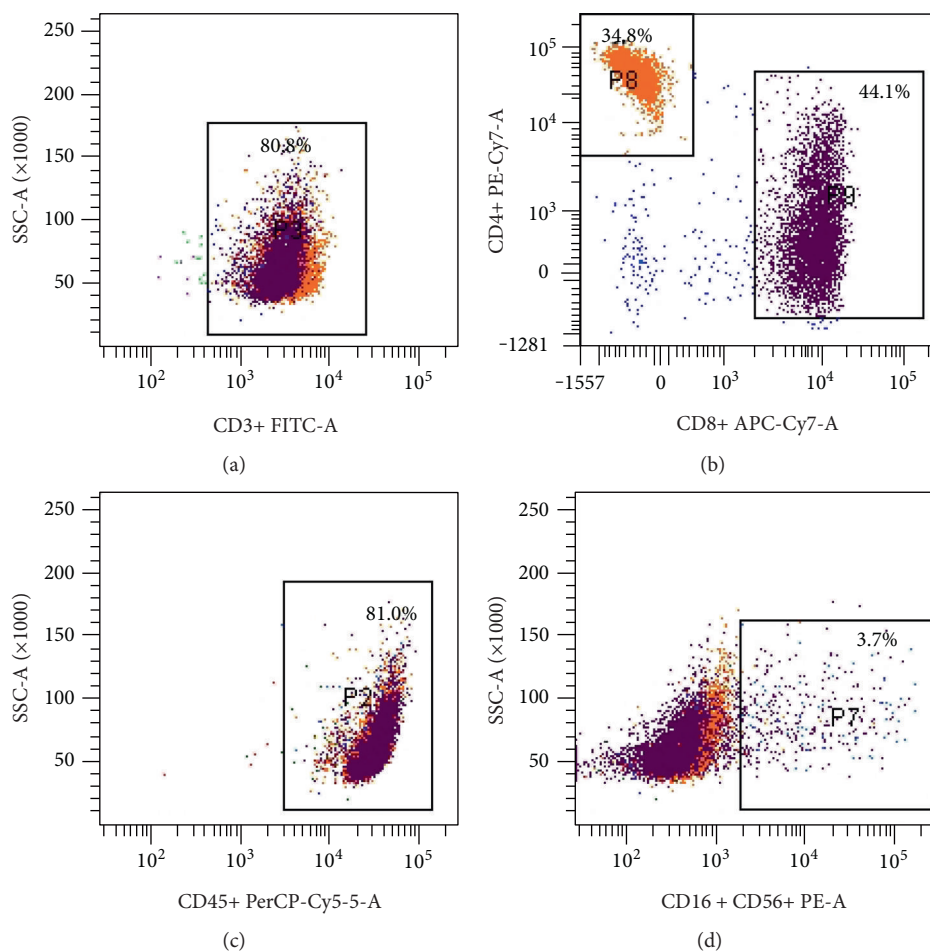 250
200
150
100
50
SSC-A (×1000)
80.8%
P3
10² 10³ 10⁴ 10⁵
CD3+ FITC-A
(a)
10⁵
10⁴
10³
0
-1281
CD4+ PE-Cy7-A
34.8%
P8
44.1%
P9
-1557 0 10³ 10⁴ 10⁵
CD8+ APC-Cy7-A
(b)
250
200
150
100
50
SSC-A (×1000)
81.0%
P2
10² 10³ 10⁴ 10⁵
CD45+ PerCP-Cy5-5-A
(c)
250
200
150
100
50
SSC-A (×1000)
3.7%
P7
10² 10³ 10⁴ 10⁵
CD16 + CD56+ PE-A
(d)